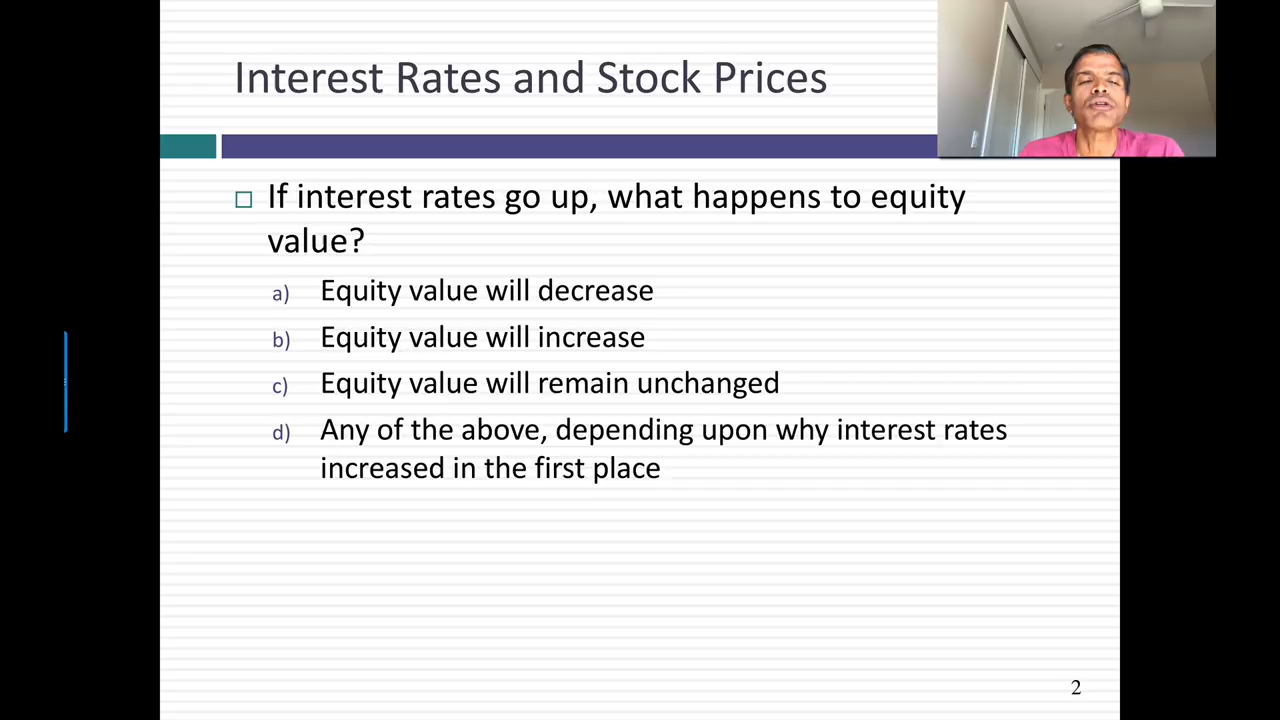 Interest Rates and Stock Prices
□ If interest rates go up, what happens to equity
value?
a) Equity value will decrease
b) Equity value will increase
c) Equity value will remain unchanged
d) Any of the above, depending upon why interest rates
increased in the first place
2